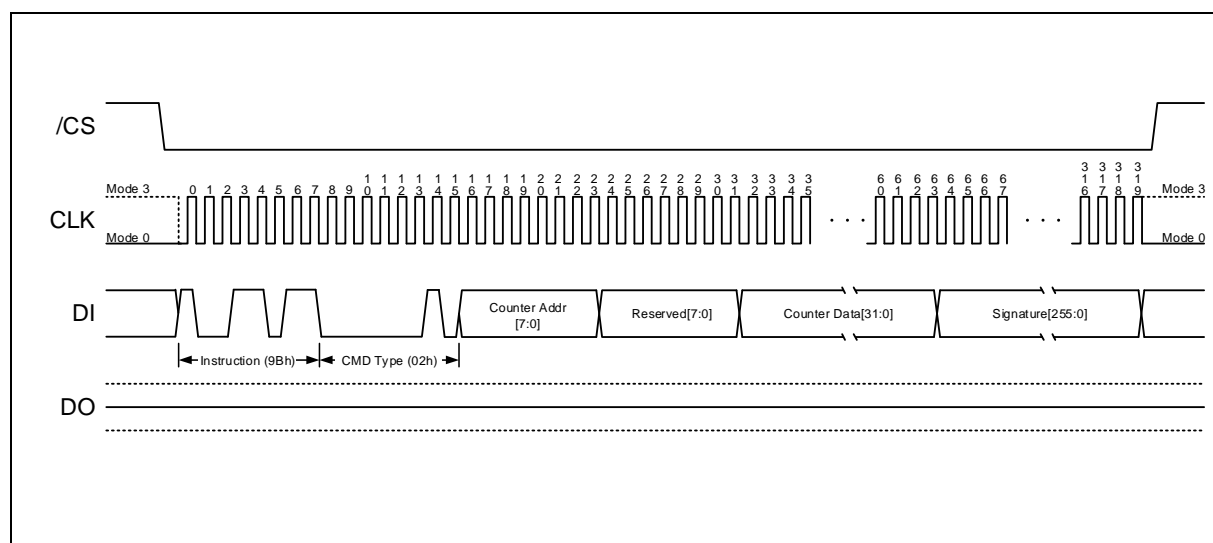 /CS
0 1 2 3 4 5 6 7 8 9 10 11 12 13 14 15 16 17 18 19 20 21 22 23 24 25 26 27 28 29 30 31 32 33 34 35 60 61 62 63 64 65 66 67 316 317 318 319
Mode 3 Mode 3
CLK . . . . . .
Mode 0 Mode 0
DI
Counter Addr
[7:0]
Reserved[7:0]
Counter Data[31:0]
Signature[255:0]
Instruction (9Bh) CMD Type (02h)
DO